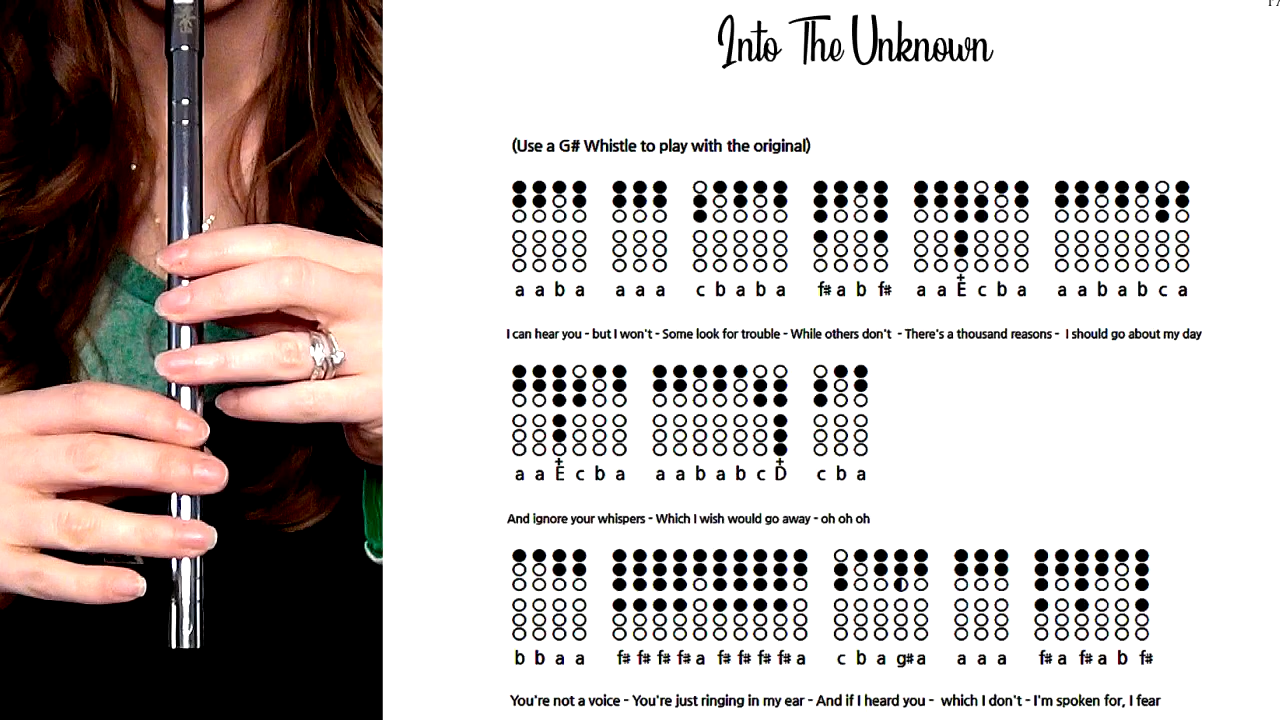 Into The Unknown
(Use a G# Whistle to play with the original)
a a b a a a a c b a b a f# a b f# a a E c b a a a b a b c a
I can hear you - but I won't - Some look for trouble - While others don't - There's a thousand reasons - I should go about my day
a a E c b a a a b a b c D c b a
And ignore your whispers - Which I wish would go away - oh oh oh
b b a a f# f# f# f# a f# f# f# f# a c b a g# a a a a f# a f# a b f#
You're not a voice - You're just ringing in my ear - And if I heard you - which I don't - I'm spoken for, I fear